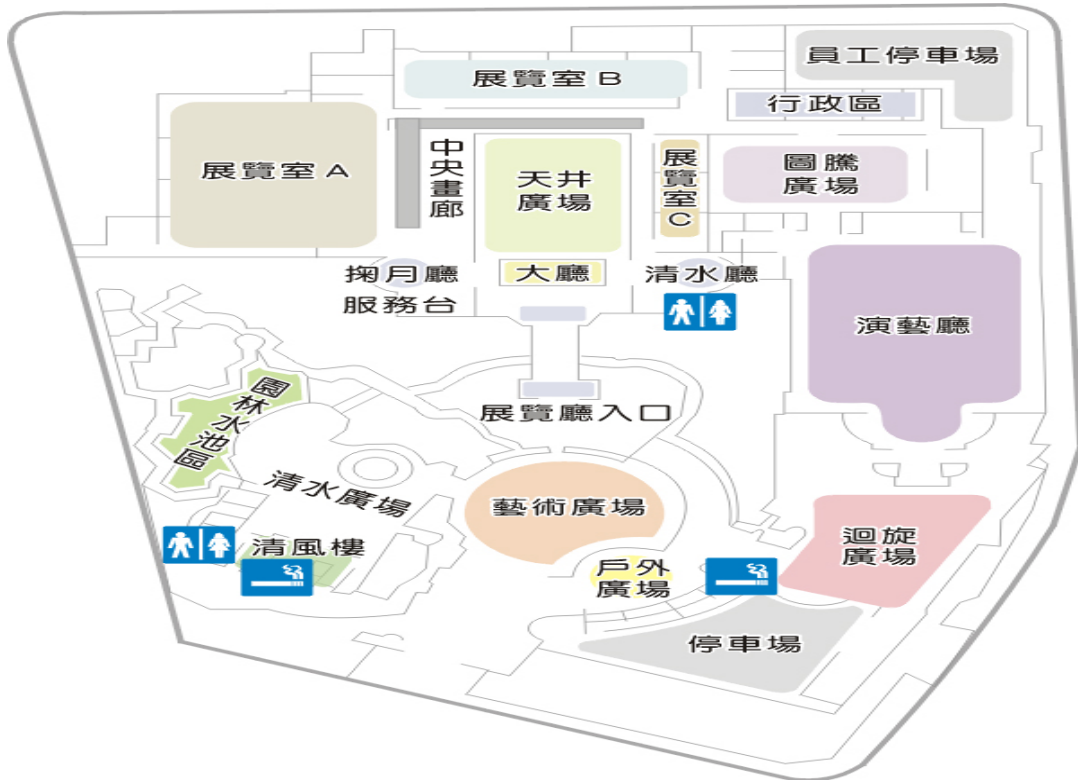 員工停車場
展覽室 B
行政區
展覽室 A
中央畫廊
天井
廣場
展覽室C
圖騰
廣場
掬月廳
大廳
清水廳
服務台
演藝廳
園林水池區
展覽廳入口
清水廣場
藝術廣場
迴旋
廣場
清風樓
戶外
廣場
停車場